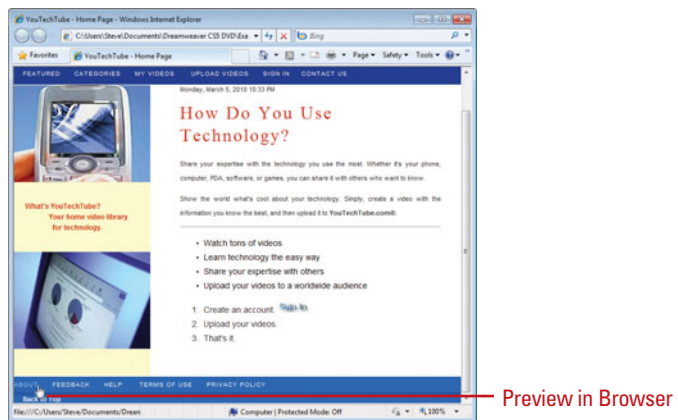 YouTechTube - Home Page - Windows Internet Explorer
C:\Users\Steve\Documents\Dreamweaver CS5 DVD\Exa
Bing
Favorites YouTechTube - Home Page Page Safety Tools
FEATURED CATEGORIES MY VIDEOS UPLOAD VIDEOS SIGN IN CONTACT US
Monday, March 5, 2010 10:33 PM
How Do You Use
Technology?
Share your expertise with the technology you use the most. Whether it's your phone,
computer, PDA, software, or games, you can share it with others who want to know.
Show the world what's cool about your technology. Simply, create a video with the
information you know the best, and then upload it to YouTechTube.com®.
What's YouTechTube?
Your home video library
for technology.
• Watch tons of videos
• Learn technology the easy way
• Share your expertise with others
• Upload your videos to a worldwide audience
1. Create an account. Sign In
2. Upload your videos.
3. That's it.
ABOUT FEEDBACK HELP TERMS OF USE PRIVACY POLICY
Back to Top
Preview in Browser
file:///C:/Users/Steve/Documents/Dream Computer | Protected Mode: Off 100%